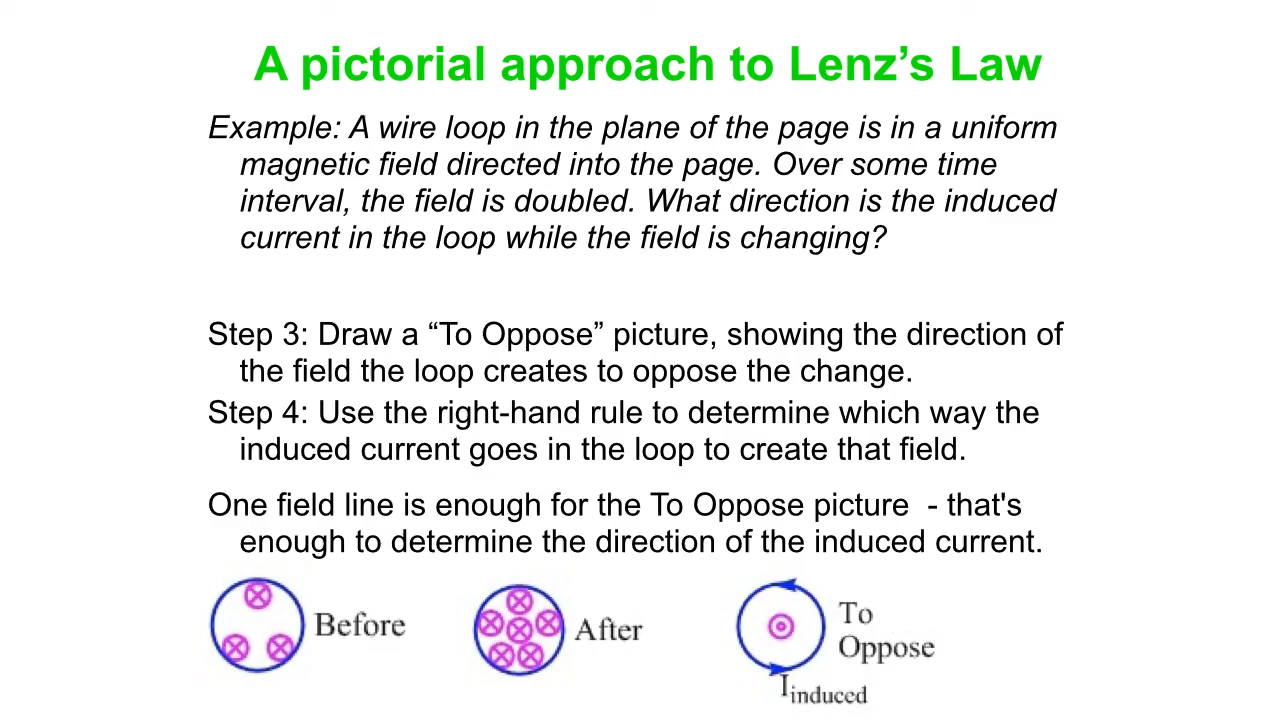 A pictorial approach to Lenz’s Law
Example: A wire loop in the plane of the page is in a uniform
magnetic field directed into the page. Over some time
interval, the field is doubled. What direction is the induced
current in the loop while the field is changing?
Step 3: Draw a “To Oppose” picture, showing the direction of
the field the loop creates to oppose the change.
Step 4: Use the right-hand rule to determine which way the
induced current goes in the loop to create that field.
One field line is enough for the To Oppose picture  - that's
enough to determine the direction of the induced current.
Before
After
To
Oppose
Iinduced